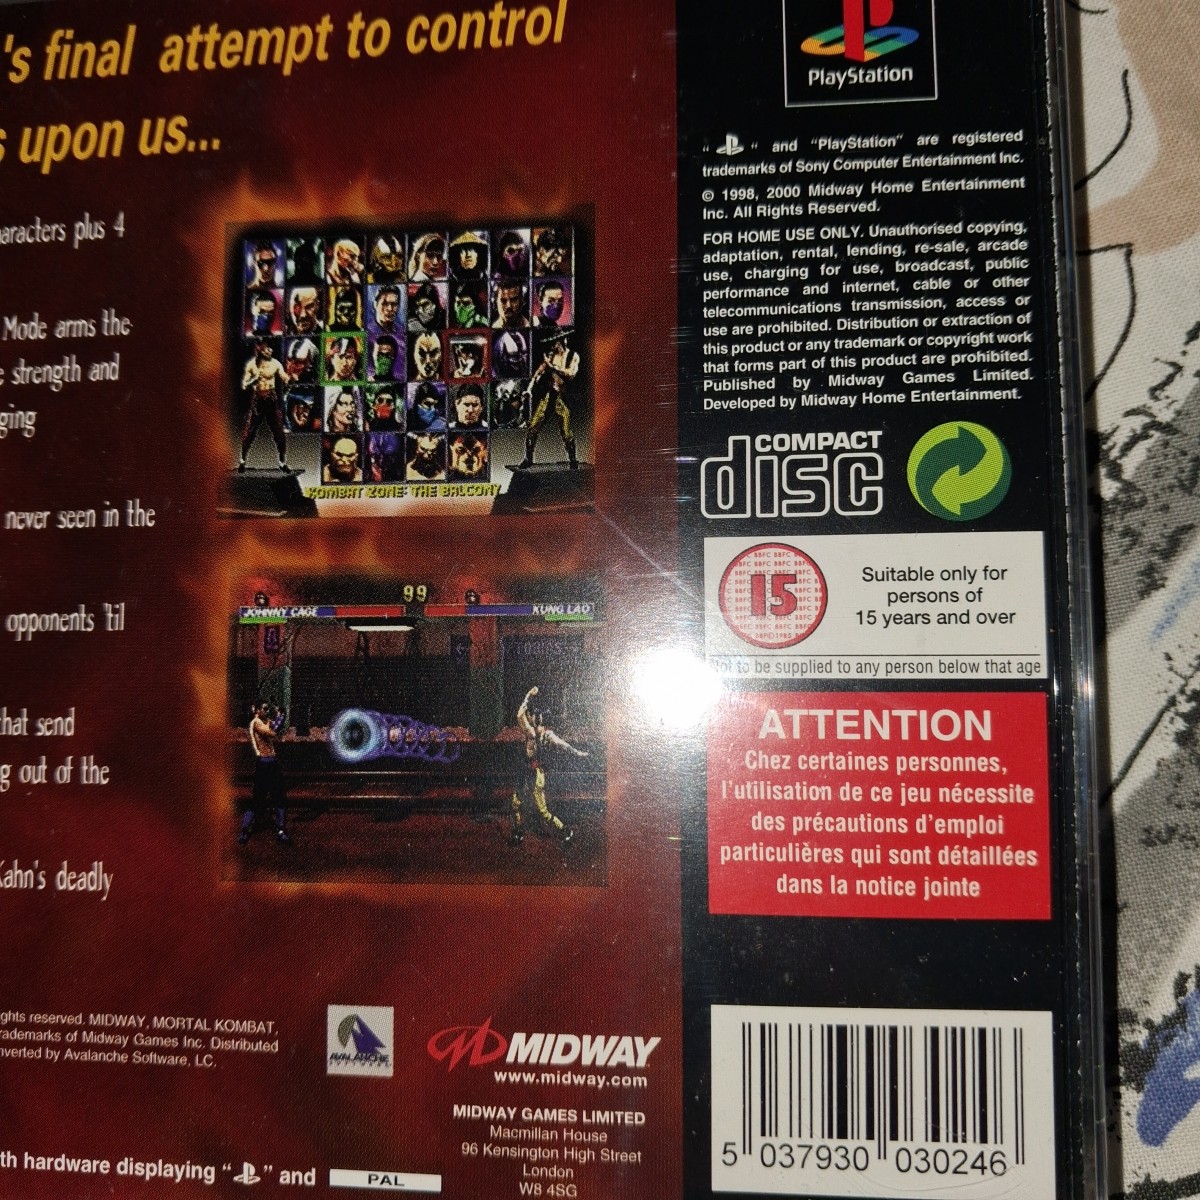 's final attempt to control
s upon us...
aracters plus 4
Mode arms the
e strength and
ging
never seen in the
opponents 'til
that send
g out of the
Kahn's deadly
KOMBAT ZONE: THE BALCONY
99
JOHNNY CAGE
KUNG LAO
ghts reserved. MIDWAY, MORTAL KOMBAT,
rademarks of Midway Games Inc. Distributed
nverted by Avalanche Software, LC.
AVALANCHE
SOFTWARE
MIDWAY
www.midway.com
MIDWAY GAMES LIMITED
Macmillan House
96 Kensington High Street
London
W8 4SG
th hardware displaying " " and
PAL
PlayStation
" " and "PlayStation" are registered
trademarks of Sony Computer Entertainment Inc.
© 1998, 2000 Midway Home Entertainment
Inc. All Rights Reserved.
FOR HOME USE ONLY. Unauthorised copying,
adaptation, rental, lending, re-sale, arcade
use, charging for use, broadcast, public
performance and internet, cable or other
telecommunications transmission, access or
use are prohibited. Distribution or extraction of
this product or any trademark or copyright work
that forms part of this product are prohibited.
Published by Midway Games Limited.
Developed by Midway Home Entertainment.
COMPACT
disc
15
Suitable only for
persons of
15 years and over
Not to be supplied to any person below that age
ATTENTION
Chez certaines personnes,
l'utilisation de ce jeu nécessite
des précautions d'emploi
particulières qui sont détaillées
dans la notice jointe
5 037930 030246